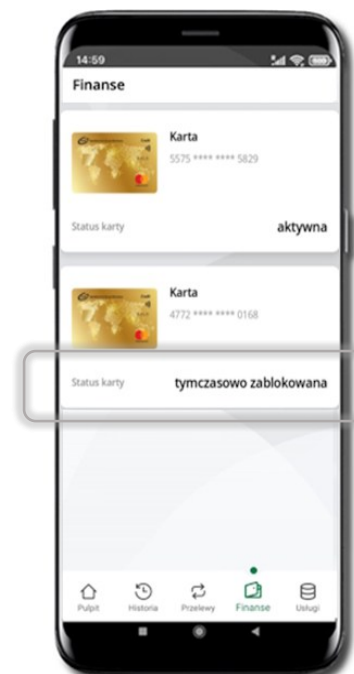 14:59
Finanse
Karta
5575 **** **** 5829
Status karty
aktywna
Karta
4772 **** **** 0168
Status karty
tymczasowo zablokowana
Pulpit
Historia
Przelewy
Finanse
Usługi